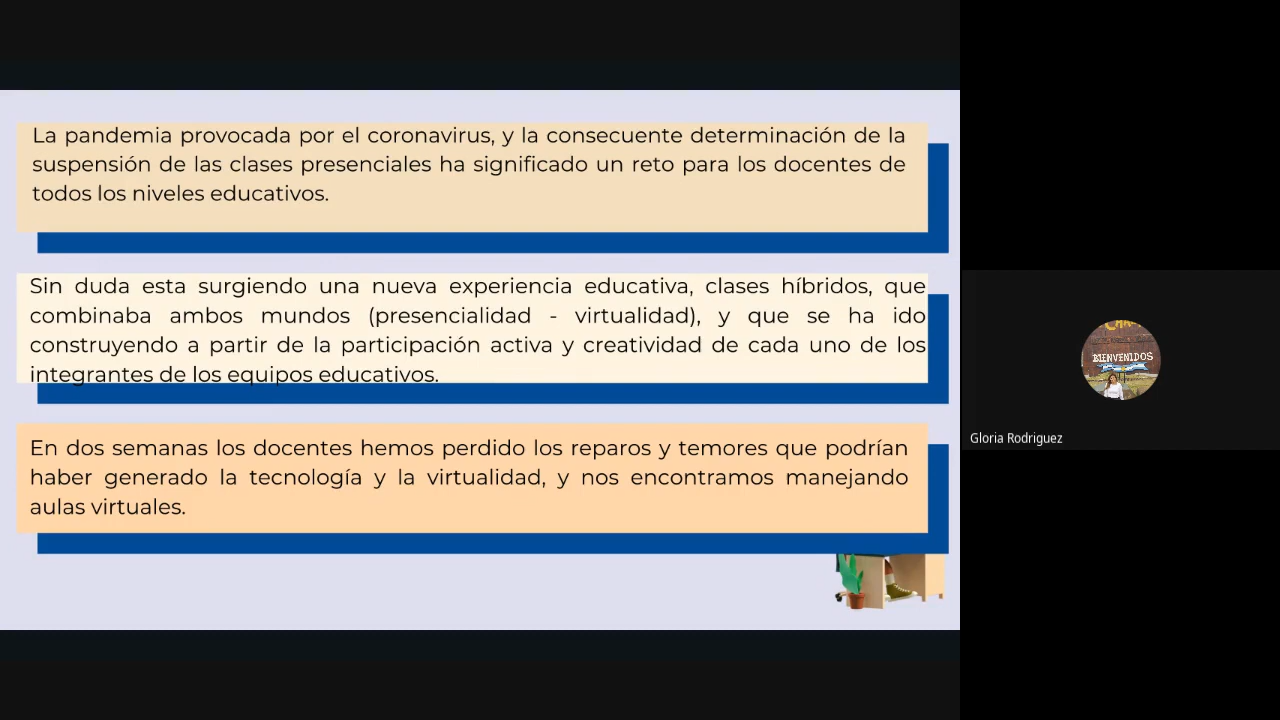 La pandemia provocada por el coronavirus, y la consecuente determinación de la
suspensión de las clases presenciales ha significado un reto para los docentes de
todos los niveles educativos.
Sin duda esta surgiendo una nueva experiencia educativa, clases híbridos, que
combinaba ambos mundos (presencialidad - virtualidad), y que se ha ido
construyendo a partir de la participación activa y creatividad de cada uno de los
integrantes de los equipos educativos.
En dos semanas los docentes hemos perdido los reparos y temores que podrían
haber generado la tecnología y la virtualidad, y nos encontramos manejando
aulas virtuales.
BIENVENIDOS
Gloria Rodriguez